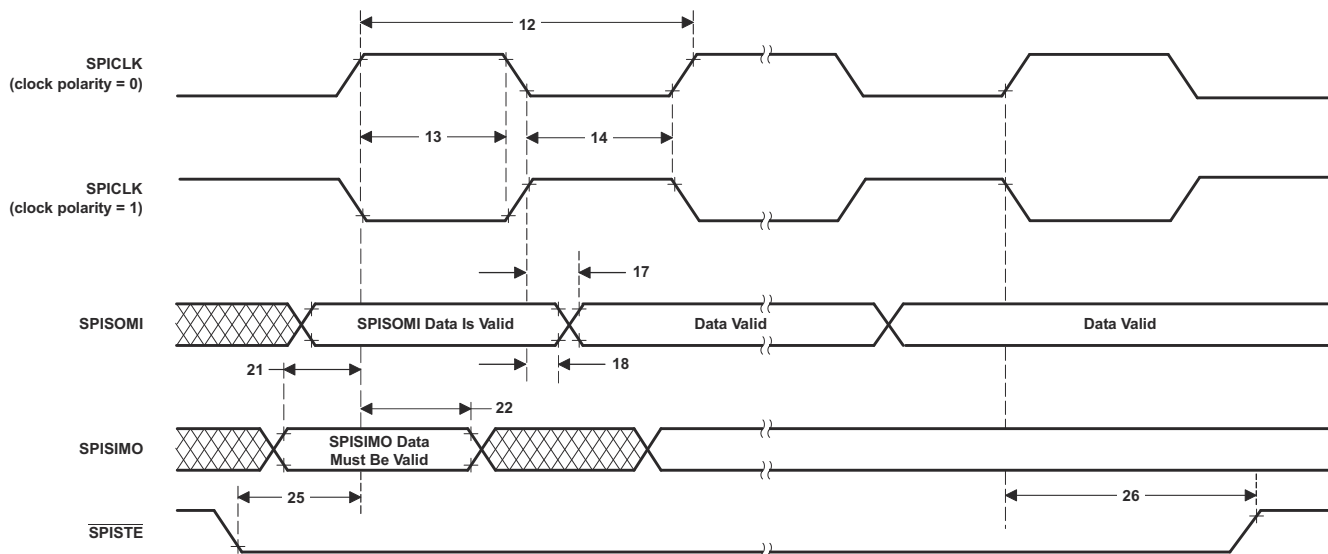 12
SPICLK
(clock polarity = 0)
13
14
SPICLK
(clock polarity = 1)
17
SPISOMI
SPISOMI Data Is Valid
Data Valid
Data Valid
21
18
22
SPISIMO
SPISIMO Data
Must Be Valid
25
26
SPISTE